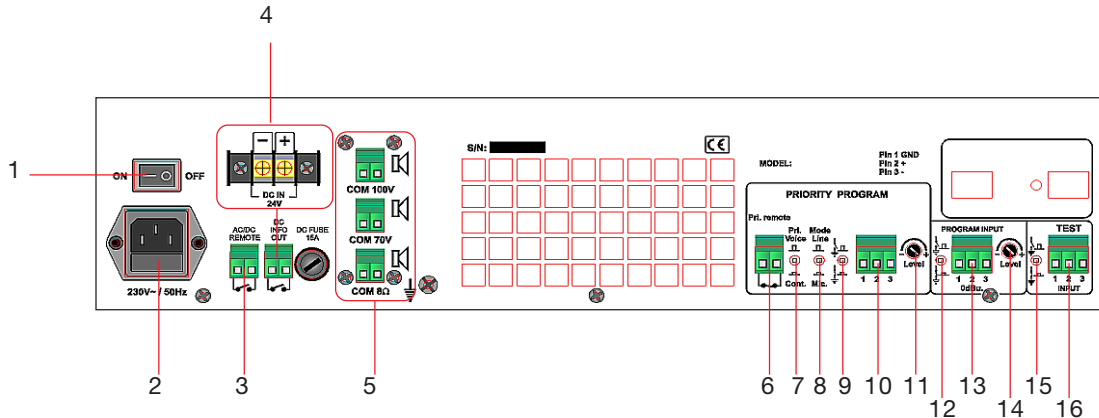 4
1
ON
OFF
DC IN
24V
AC/DC
REMOTE
DC
INFO
OUT
DC FUSE
15A
230V~ / 50Hz
COM 100V
COM 70V
COM 8Ω
S/N:
CE
MODEL:
Pin 1 GND
Pin 2 +
Pin 3 -
PRIORITY PROGRAM
Pri. remote
Pri.
Voice
Mode
Line
Cont.
Mic.
1 2 3
Level
PROGRAM INPUT
1 2 3
0dBu.
Level
TEST
1 2 3
INPUT
2
3
5
6 7 8 9 10 11 13 15
12 14 16